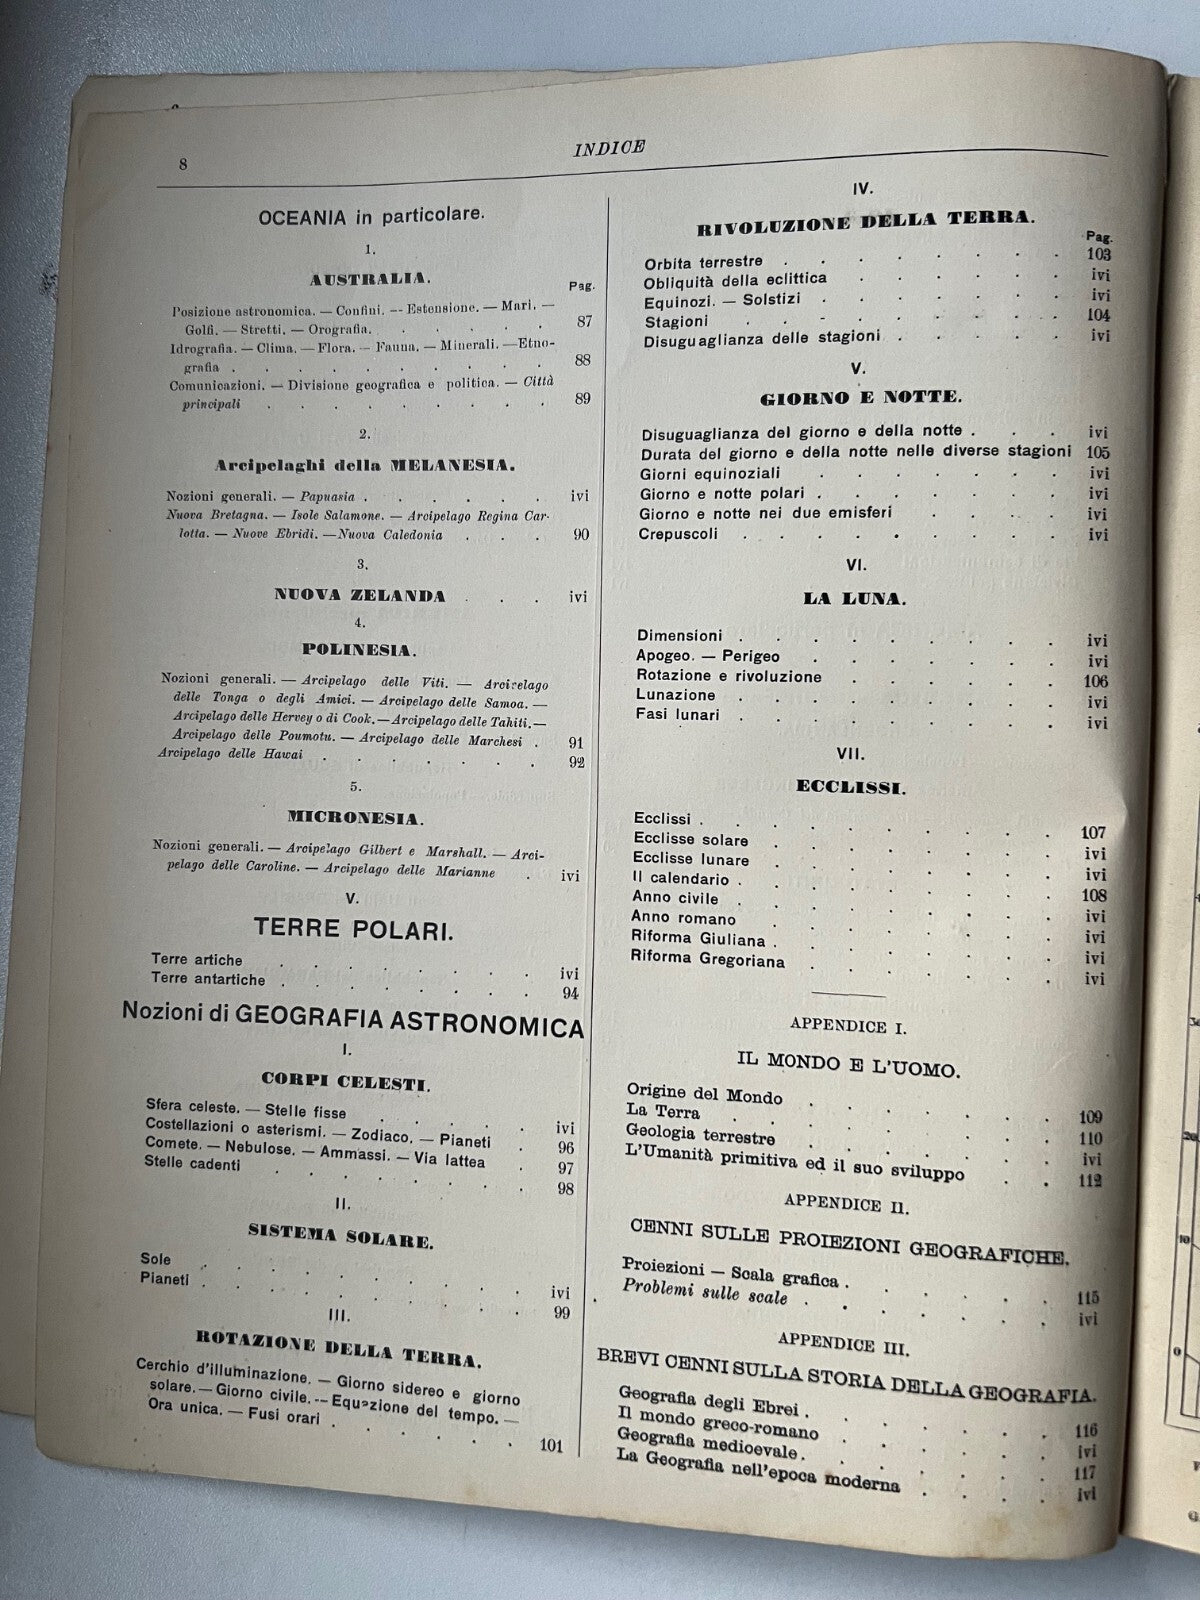 8
INDICE
OCEANIA in particolare.
1.
AUSTRALIA.
Pag.
Posizione astronomica. — Confini. — Estensione. — Mari. —
Golfi. — Stretti. — Orografia. . . . . . 87
Idrografia. — Clima. — Flora. — Fauna. — Minerali. — Etno-
grafia . . . . . . . . . 88
Comunicazioni. — Divisione geografica e politica. — Città
principali . . . . . . . . 89
2.
Arcipelaghi della MELANESIA.
Nozioni generali. — Papuasia . . . . . . ivi
Nuova Bretagna. — Isole Salamone. — Arcipelago Regina Car-
lotta. — Nuove Ebridi. — Nuova Caledonia . . . 90
3.
NUOVA ZELANDA . . . ivi
4.
POLINESIA.
Nozioni generali. — Arcipelago delle Viti. — Arcipelago
delle Tonga o degli Amici. — Arcipelago delle Samoa. —
Arcipelago delle Hervey o di Cook. — Arcipelago delle Tahiti. —
Arcipelago delle Poumotu. — Arcipelago delle Marchesi . 91
Arcipelago delle Hawai . . . . . . . 92
5.
MICRONESIA.
Nozioni generali. — Arcipelago Gilbert e Marshall. — Arci-
pelago delle Caroline. — Arcipelago delle Marianne . ivi
V.
TERRE POLARI.
Terre artiche . . . . . . . . ivi
Terre antartiche . . . . . . . . 94
Nozioni di GEOGRAFIA ASTRONOMICA
I.
CORPI CELESTI.
Sfera celeste. — Stelle fisse . . . . . ivi
Costellazioni o asterismi. — Zodiaco. — Pianeti . 96
Comete. — Nebulose. — Ammassi. — Via lattea . 97
Stelle cadenti . . . . . . . . 98
II.
SISTEMA SOLARE.
Sole . . . . . . . . . . ivi
Pianeti . . . . . . . . . 99
III.
ROTAZIONE DELLA TERRA.
Cerchio d'illuminazione. — Giorno sidereo e giorno
solare. — Giorno civile. — Equazione del tempo. —
Ora unica. — Fusi orari . . . . . . . 101
IV.
RIVOLUZIONE DELLA TERRA.
Pag.
Orbita terrestre . . . . . . . . 103
Obliquità della eclittica . . . . . . ivi
Equinozi. — Solstizi . . . . . . . ivi
Stagioni . . . . . . . . . 104
Disuguaglianza delle stagioni . . . . . ivi
V.
GIORNO E NOTTE.
Disuguaglianza del giorno e della notte . . . ivi
Durata del giorno e della notte nelle diverse stagioni 105
Giorni equinoziali . . . . . . . ivi
Giorno e notte polari . . . . . . . ivi
Giorno e notte nei due emisferi . . . . ivi
Crepuscoli . . . . . . . . . ivi
VI.
LA LUNA.
Dimensioni . . . . . . . . . ivi
Apogeo. — Perigeo . . . . . . . ivi
Rotazione e rivoluzione . . . . . . 106
Lunazione . . . . . . . . . ivi
Fasi lunari . . . . . . . . . ivi
VII.
ECCLISSI.
Ecclissi . . . . . . . . . . 107
Ecclisse solare . . . . . . . . ivi
Ecclisse lunare . . . . . . . . ivi
Il calendario . . . . . . . . . 108
Anno civile . . . . . . . . . ivi
Anno romano . . . . . . . . ivi
Riforma Giuliana . . . . . . . . ivi
Riforma Gregoriana . . . . . . . ivi
APPENDICE I.
IL MONDO E L'UOMO.
Origine del Mondo . . . . . . . 109
La Terra . . . . . . . . . 110
Geologia terrestre . . . . . . . ivi
L'Umanità primitiva ed il suo sviluppo . . 112
APPENDICE II.
CENNI SULLE PROIEZIONI GEOGRAFICHE.
Proiezioni — Scala grafica . . . . . . 115
Problemi sulle scale . . . . . . . ivi
APPENDICE III.
BREVI CENNI SULLA STORIA DELLA GEOGRAFIA.
Geografia degli Ebrei . . . . . . . 116
Il mondo greco-romano . . . . . . ivi
Geografia medioevale . . . . . . . 117
La Geografia nell'epoca moderna . . . . ivi
20
10
0